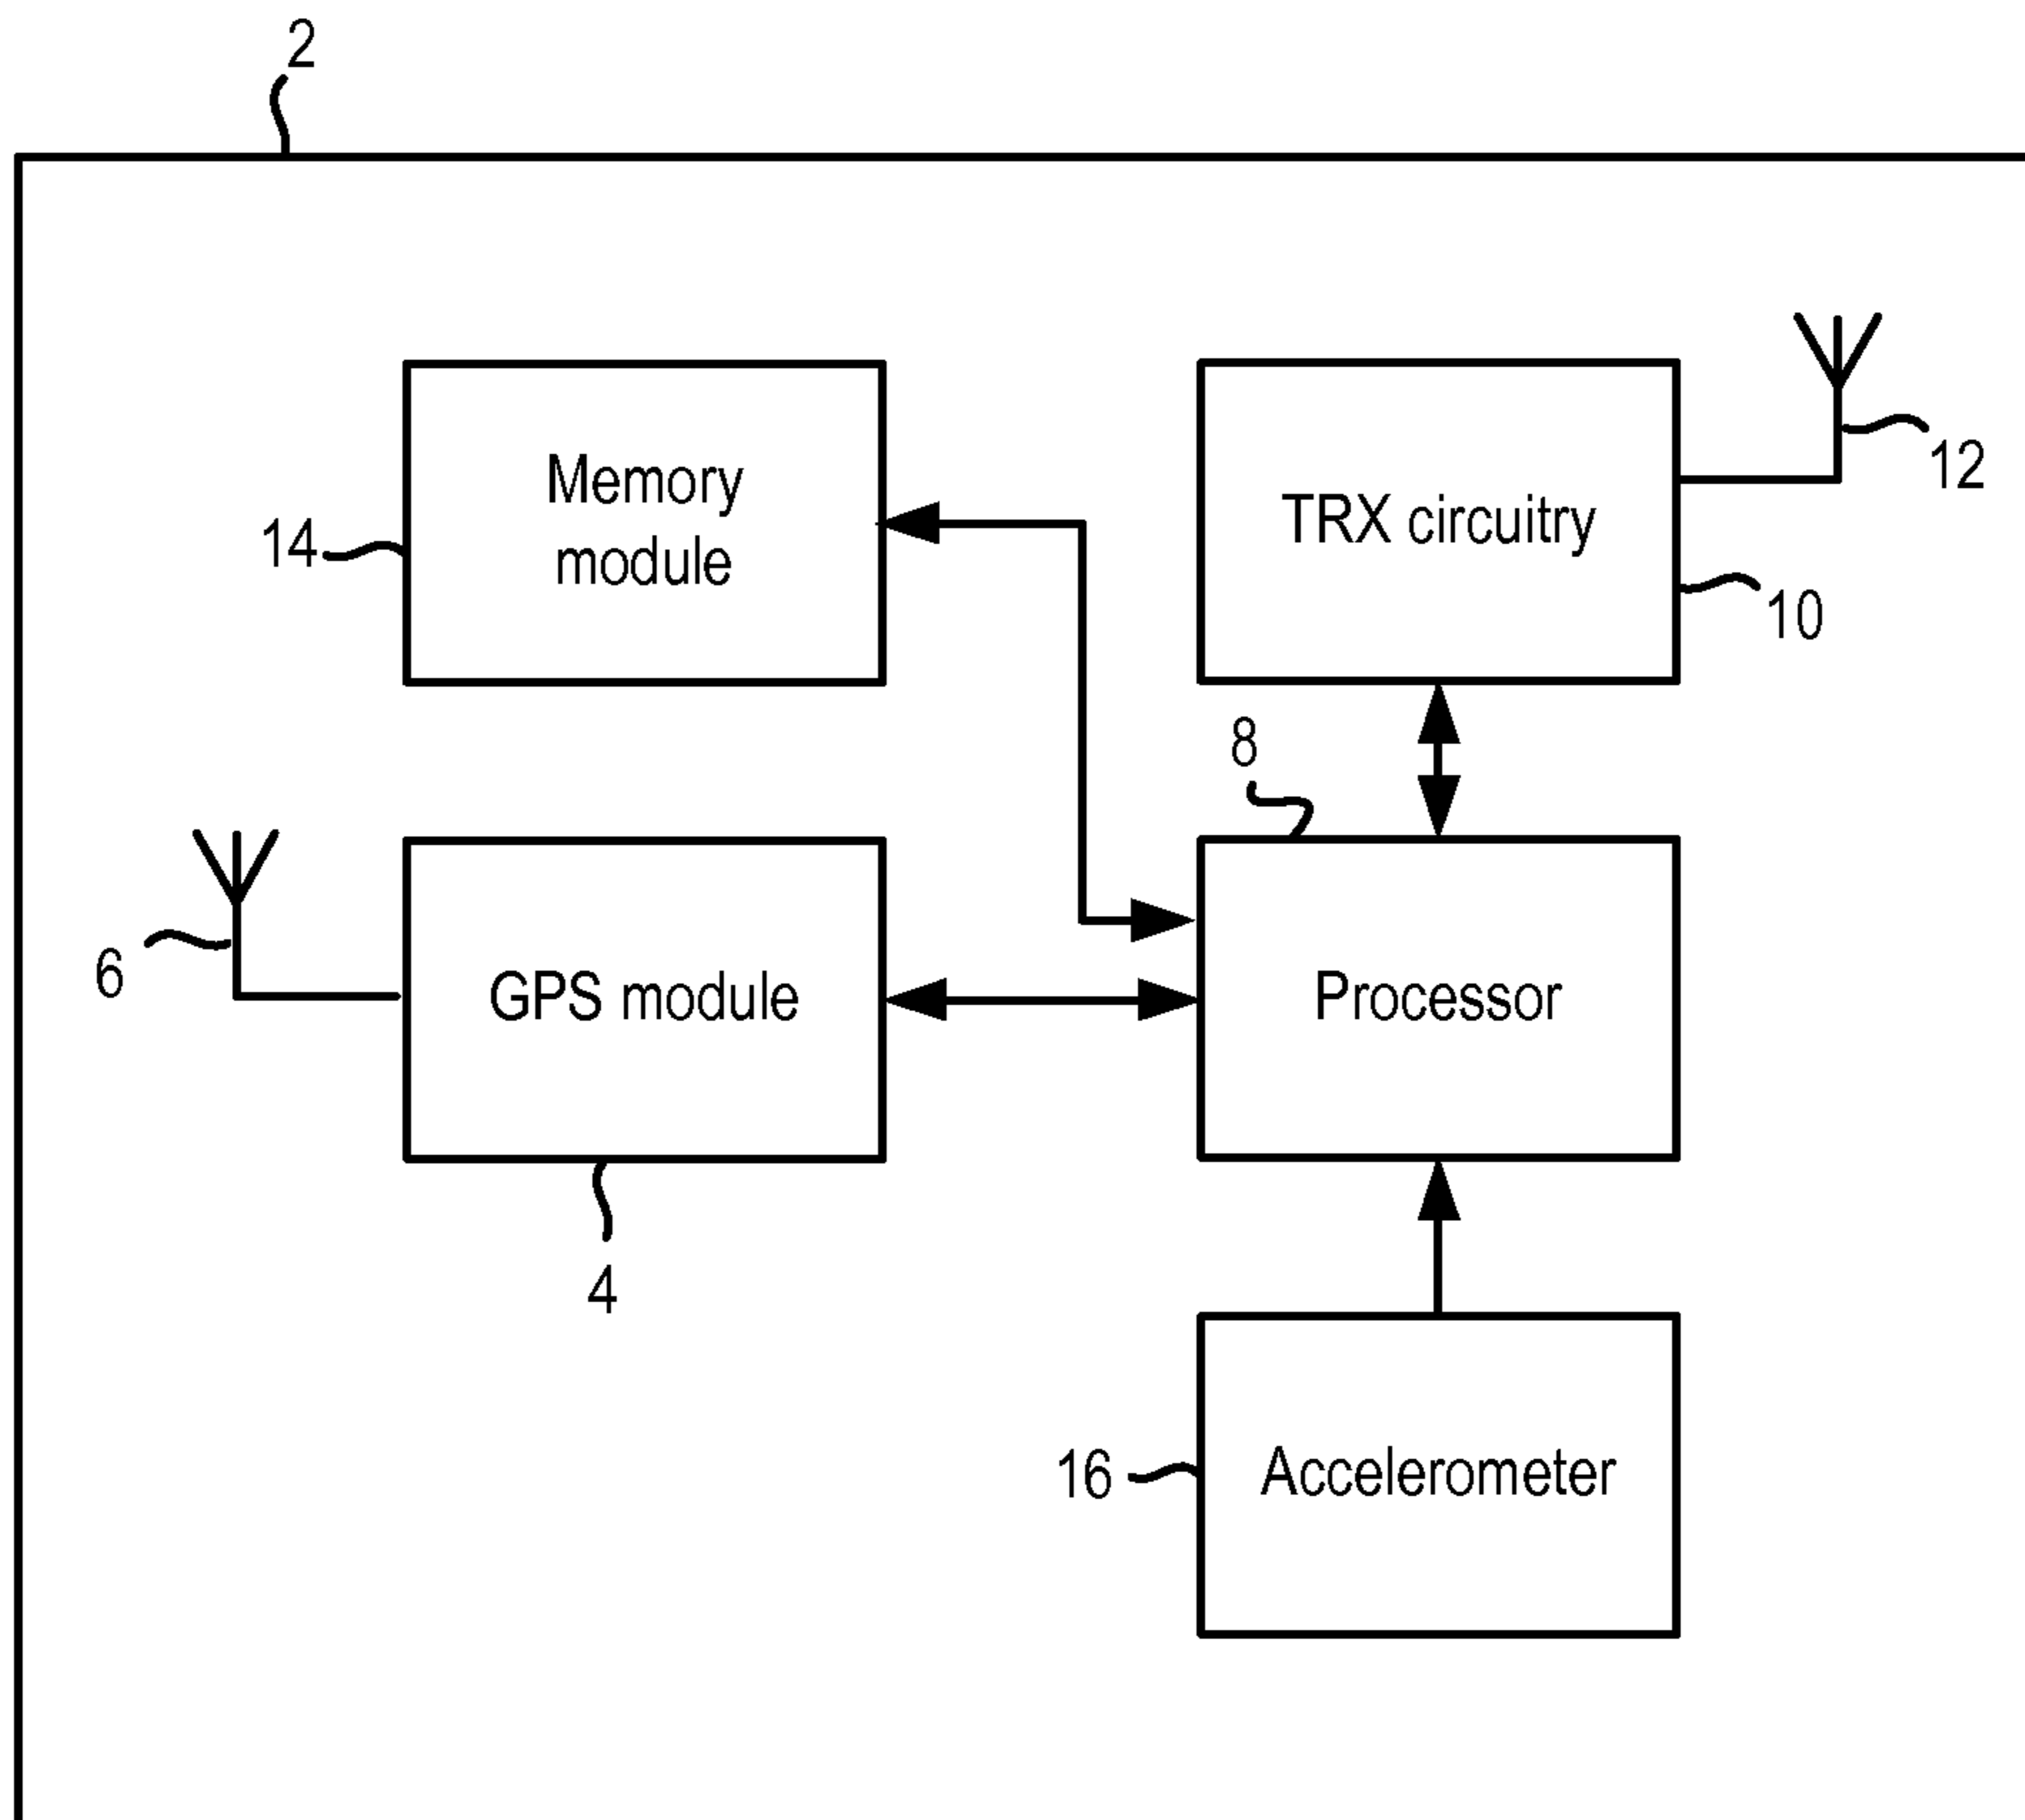 2
Memory
module
14
TRX circuitry
12
10
8
6
GPS module
Processor
4
16
Accelerometer